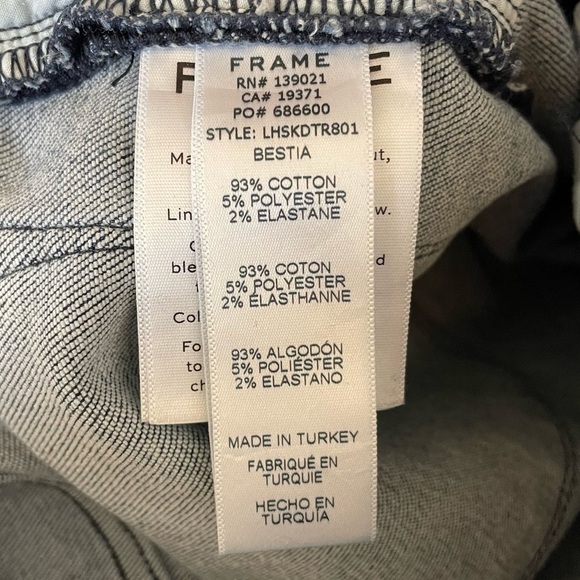 FRAME
RN# 139021
CA# 19371
PO# 686600
STYLE: LHSKDTR801
BESTIA
93% COTTON
5% POLYESTER
2% ELASTANE
93% COTON
5% POLYESTER
2% ÉLASTHANNE
93% ALGODÓN
5% POLIÉSTER
2% ELASTANO
MADE IN TURKEY
FABRIQUÉ EN
TURQUIE
HECHO EN
TURQUÍA